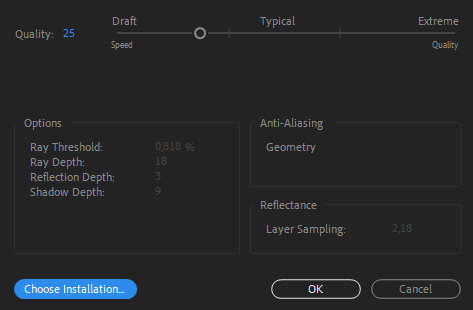 Draft Typical Extreme
Quality: 25
Speed Quality
Options
Ray Threshold: 0,818 %
Ray Depth: 18
Reflection Depth: 3
Shadow Depth: 9
Anti-Aliasing
Geometry
Reflectance
Layer Sampling: 2,18
Choose Installation... OK Cancel